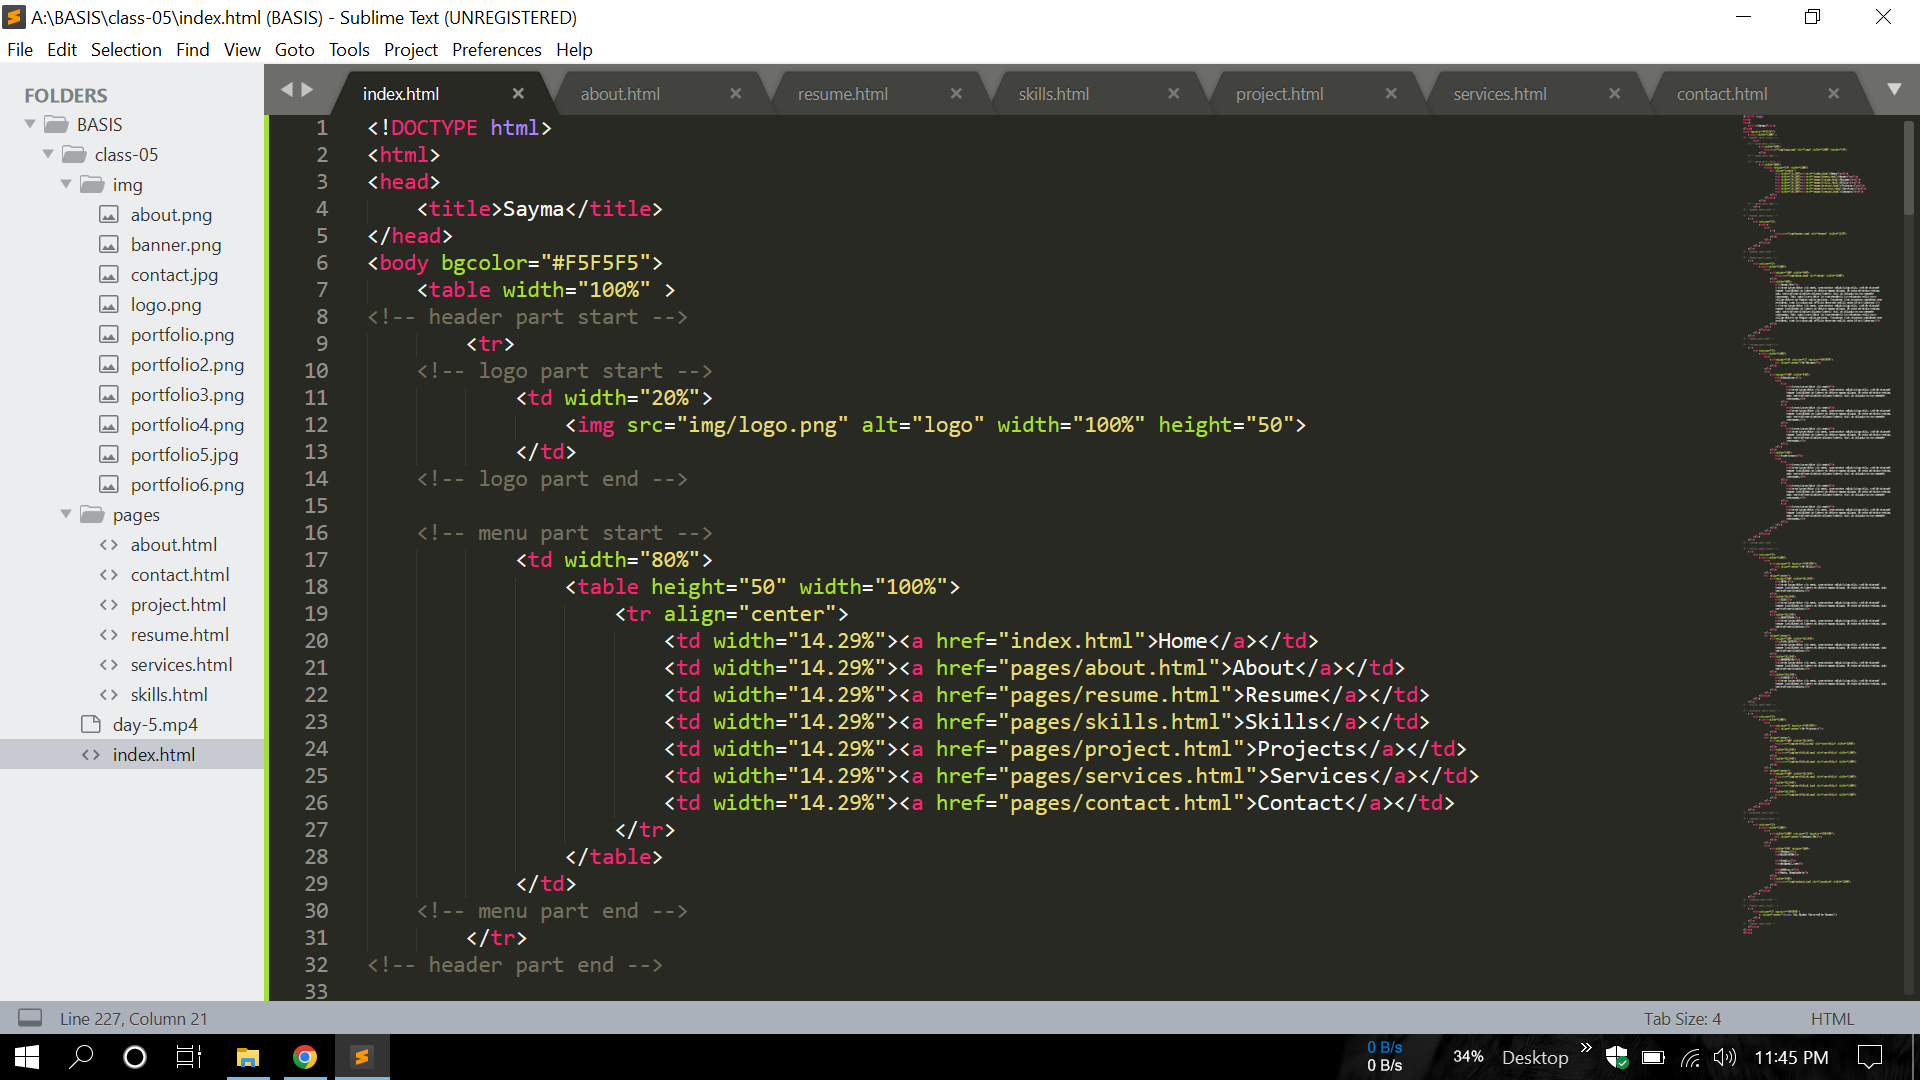 A:\BASIS\class-05\index.html (BASIS) - Sublime Text (UNREGISTERED)
File Edit Selection Find View Goto Tools Project Preferences Help
FOLDERS
BASIS
class-05
img
about.png
banner.png
contact.jpg
logo.png
portfolio.png
portfolio2.png
portfolio3.png
portfolio4.png
portfolio5.jpg
portfolio6.png
pages
about.html
contact.html
project.html
resume.html
services.html
skills.html
day-5.mp4
index.html
index.html about.html resume.html skills.html project.html services.html contact.html
1 <!DOCTYPE html>
2 <html>
3 <head>
4 <title>Sayma</title>
5 </head>
6 <body bgcolor="#F5F5F5">
7 <table width="100%" >
8 <!-- header part start -->
9 <tr>
10 <!-- logo part start -->
11 <td width="20%">
12 <img src="img/logo.png" alt="logo" width="100%" height="50">
13 </td>
14 <!-- logo part end -->
15
16 <!-- menu part start -->
17 <td width="80%">
18 <table height="50" width="100%">
19 <tr align="center">
20 <td width="14.29%"><a href="index.html">Home</a></td>
21 <td width="14.29%"><a href="pages/about.html">About</a></td>
22 <td width="14.29%"><a href="pages/resume.html">Resume</a></td>
23 <td width="14.29%"><a href="pages/skills.html">Skills</a></td>
24 <td width="14.29%"><a href="pages/project.html">Projects</a></td>
25 <td width="14.29%"><a href="pages/services.html">Services</a></td>
26 <td width="14.29%"><a href="pages/contact.html">Contact</a></td>
27 </tr>
28 </table>
29 </td>
30 <!-- menu part end -->
31 </tr>
32 <!-- header part end -->
33
Line 227, Column 21
Tab Size: 4
HTML
0 B/s
0 B/s
34% Desktop
11:45 PM